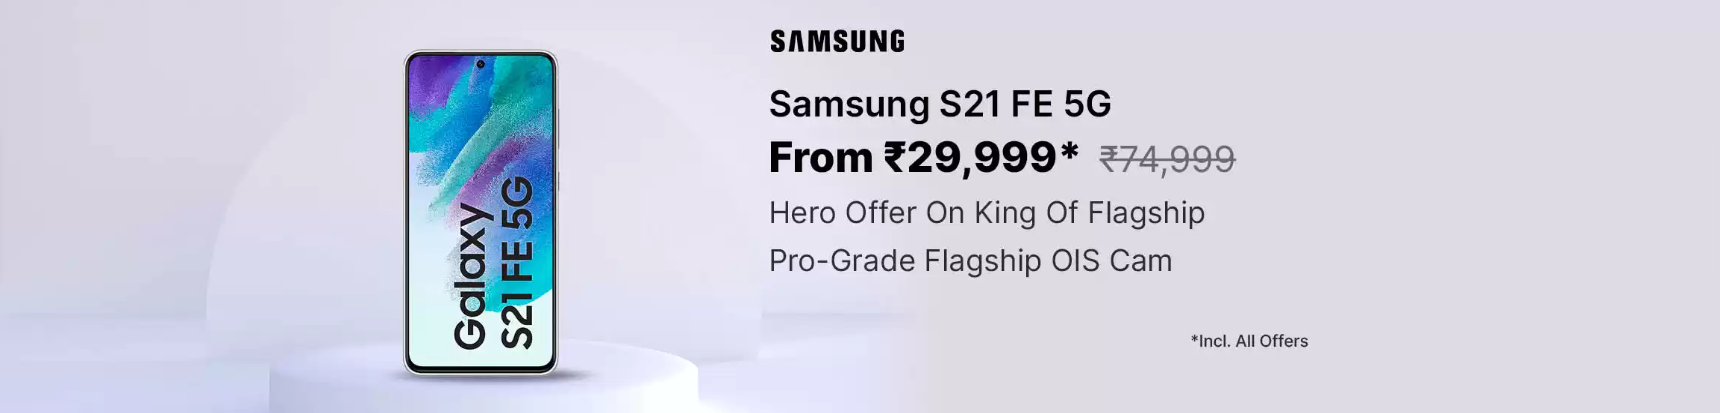 Galaxy
S21 FE 5G
SAMSUNG
Samsung S21 FE 5G
From ₹29,999* ₹74,999
Hero Offer On King Of Flagship
Pro-Grade Flagship OIS Cam
*Incl. All Offers